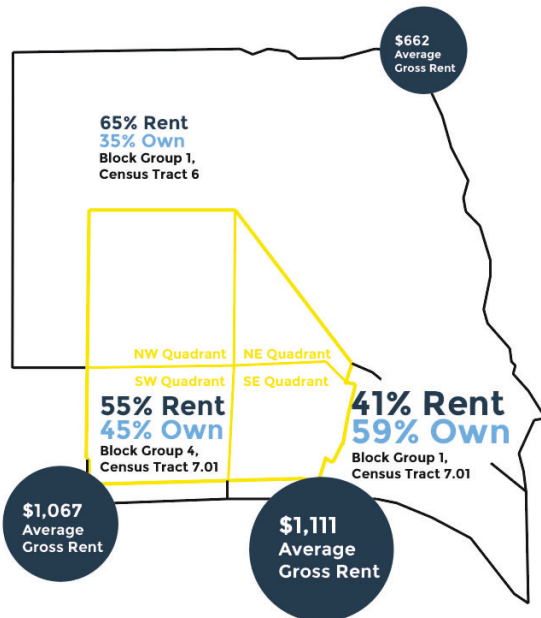 $662
Average
Gross Rent
65% Rent
35% Own
Block Group 1,
Census Tract 6
NW Quadrant
NE Quadrant
SW Quadrant
SE Quadrant
55% Rent
45% Own
Block Group 4,
Census Tract 7.01
41% Rent
59% Own
Block Group 1,
Census Tract 7.01
$1,067
Average
Gross Rent
$1,111
Average
Gross Rent